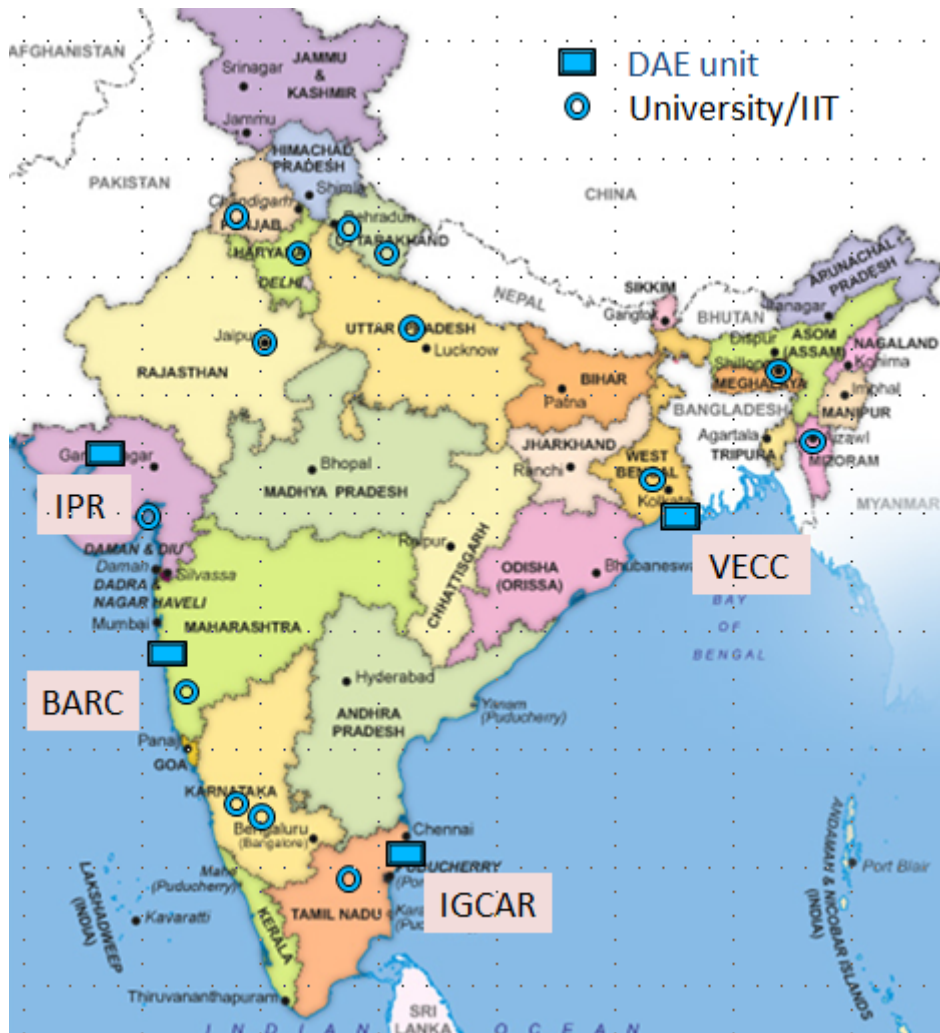 AFGHANISTAN
JAMMU
&
KASHMIR
Srinagar
Jammu
DAE unit
University/IIT
PAKISTAN
HIMACHAL
PRADESH
Shimla
CHINA
Chandigarh
PUNJAB
Dehradun
UTTARAKHAND
HARYANA
DELHI
ARUNACHAL
PRADESH
NEPAL
SIKKIM
Gangtok
BHUTAN
Itanagar
Jaipur
UTTAR PRADESH
Lucknow
Dispur
ASOM
(ASSAM)
NAGALAND
Kohima
RAJASTHAN
BIHAR
Patna
Shillong
MEGHALAYA
Imphal
MANIPUR
BANGLADESH
JHARKHAND
Ranchi
WEST
BENGAL
Kolkata
Agartala
TRIPURA
Aizawl
MIZORAM
MYANMAR
Bhopal
MADHYA PRADESH
IPR
VECC
DAMAN & DIU
Damah
Silvassa
DADRA &
NAGAR HAVELI
Mumbai
MAHARASHTRA
Raipur
CHHATTISGARH
ODISHA
(ORISSA)
Bhubaneswa
BAY
OF
BENGAL
BARC
Hyderabad
ANDHRA
PRADESH
Yanam
(Puducherry)
Panaji
GOA
KARNATAKA
Bengaluru
(Bangalore)
Chennai
PUDUCHERRY
Mahe
(Puducherry)
TAMIL NADU
IGCAR
KERALA
LAKSHADWEEP
(INDIA)
Kavaratti
Thiruvananthapuram
ANDAMAN & NICOBAR ISLANDS
(INDIA)
Port Blair
SRI
LANKA
INDIAN OCEAN